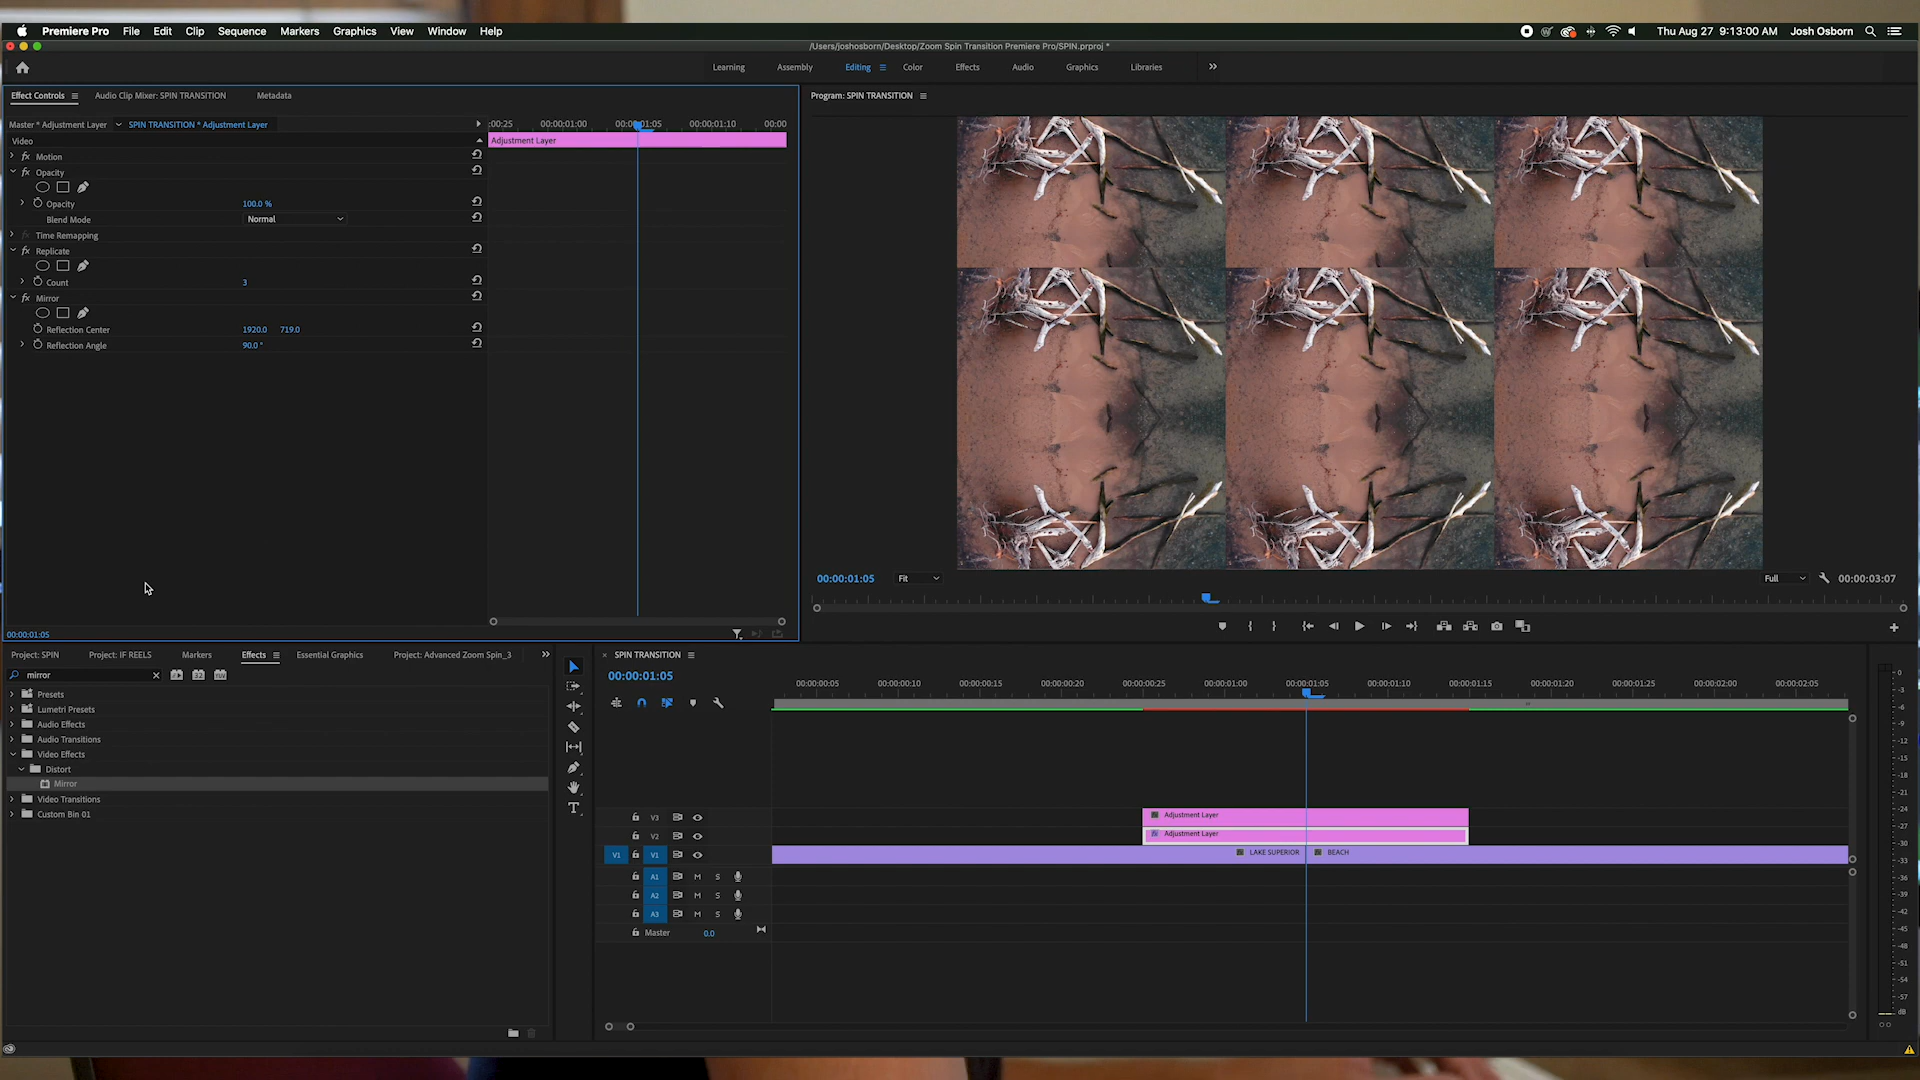 Premiere Pro File Edit Clip Sequence Markers Graphics View Window Help
Thu Aug 27 9:13:00 AM Josh Osborn
/Users/joshosborn/Desktop/Zoom Spin Transition Premiere Pro/SPIN.prproj *
Learning Assembly Editing Color Effects Audio Graphics Libraries
Effect Controls Audio Clip Mixer: SPIN TRANSITION Metadata
Program: SPIN TRANSITION
Master * Adjustment Layer SPIN TRANSITION * Adjustment Layer
:00:25 00:00:01:00 00:00:01:05 00:00:01:10 00:00
Video
Adjustment Layer
fx Motion
fx Opacity
Opacity 100.0 %
Blend Mode Normal
fx Time Remapping
fx Replicate
Count 3
fx Mirror
Reflection Center 1920.0 719.0
Reflection Angle 90.0 °
00:00:01:05 Fit Full 00:00:03:07
00:00:01:05
Project: SPIN Project: IF REELS Markers Effects Essential Graphics Project: Advanced Zoom Spin_3
SPIN TRANSITION
mirror
32
YUV
00:00:01:05
Presets
Lumetri Presets
Audio Effects
Audio Transitions
Video Effects
Distort
Mirror
Video Transitions
Custom Bin 01
00:00:00:05 00:00:00:10 00:00:00:15 00:00:00:20 00:00:00:25 00:00:01:00 00:00:01:05 00:00:01:10 00:00:01:15 00:00:01:20 00:00:01:25 00:00:02:00 00:00:02:05
V3 Adjustment Layer
V2 Adjustment Layer
V1 V1 LAKE SUPERIOR BEACH
A1 M S
A2 M S
A3 M S
Master 0.0
0
-3
-6
-9
-12
-15
-18
-21
-24
-27
-30
-33
-36
-39
-42
-45
-48
-51
-54
-57
dB